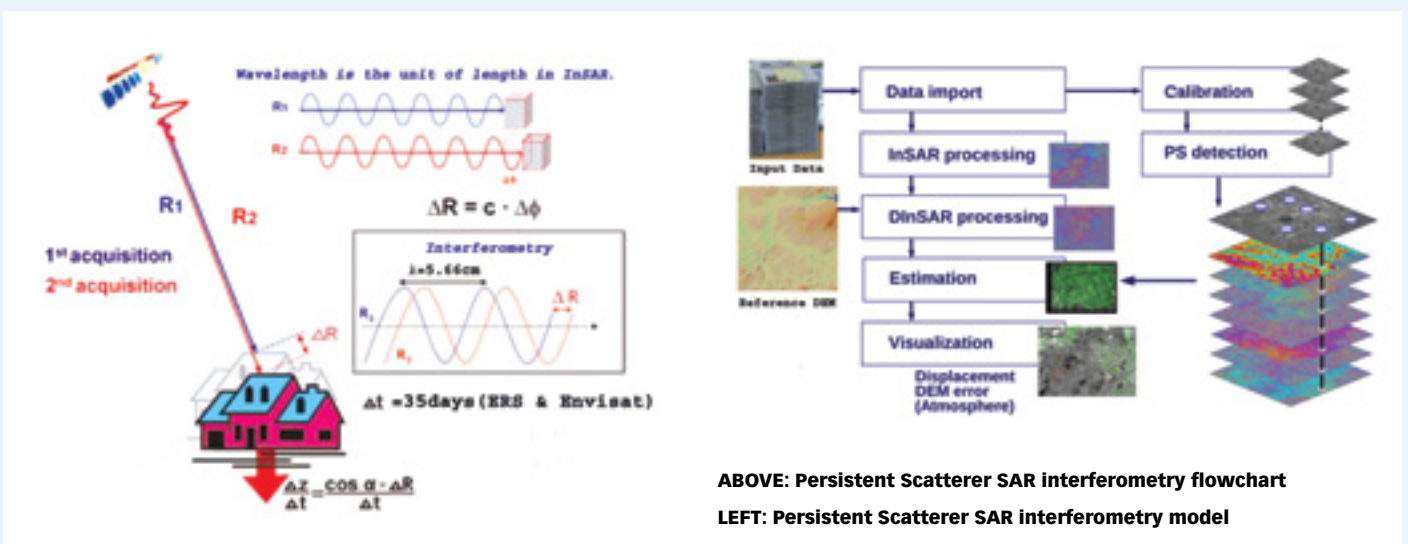 Wavelength is the unit of length in InSAR.
R1
R2
Δϕ
R1
R2
ΔR = c · Δϕ
1st acquisition
2nd acquisition
Interferometry
λ=5.66cm
ΔR
R1
R2
ΔR
Δt =35days(ERS & Envisat)
Δz/Δt = cos α · ΔR/Δt
Data import
Calibration
Input Data
InSAR processing
PS detection
DInSAR processing
Reference DEM
Estimation
Visualization
Displacement
DEM error
(Atmosphere)
ABOVE: Persistent Scatterer SAR interferometry flowchart
LEFT: Persistent Scatterer SAR interferometry model